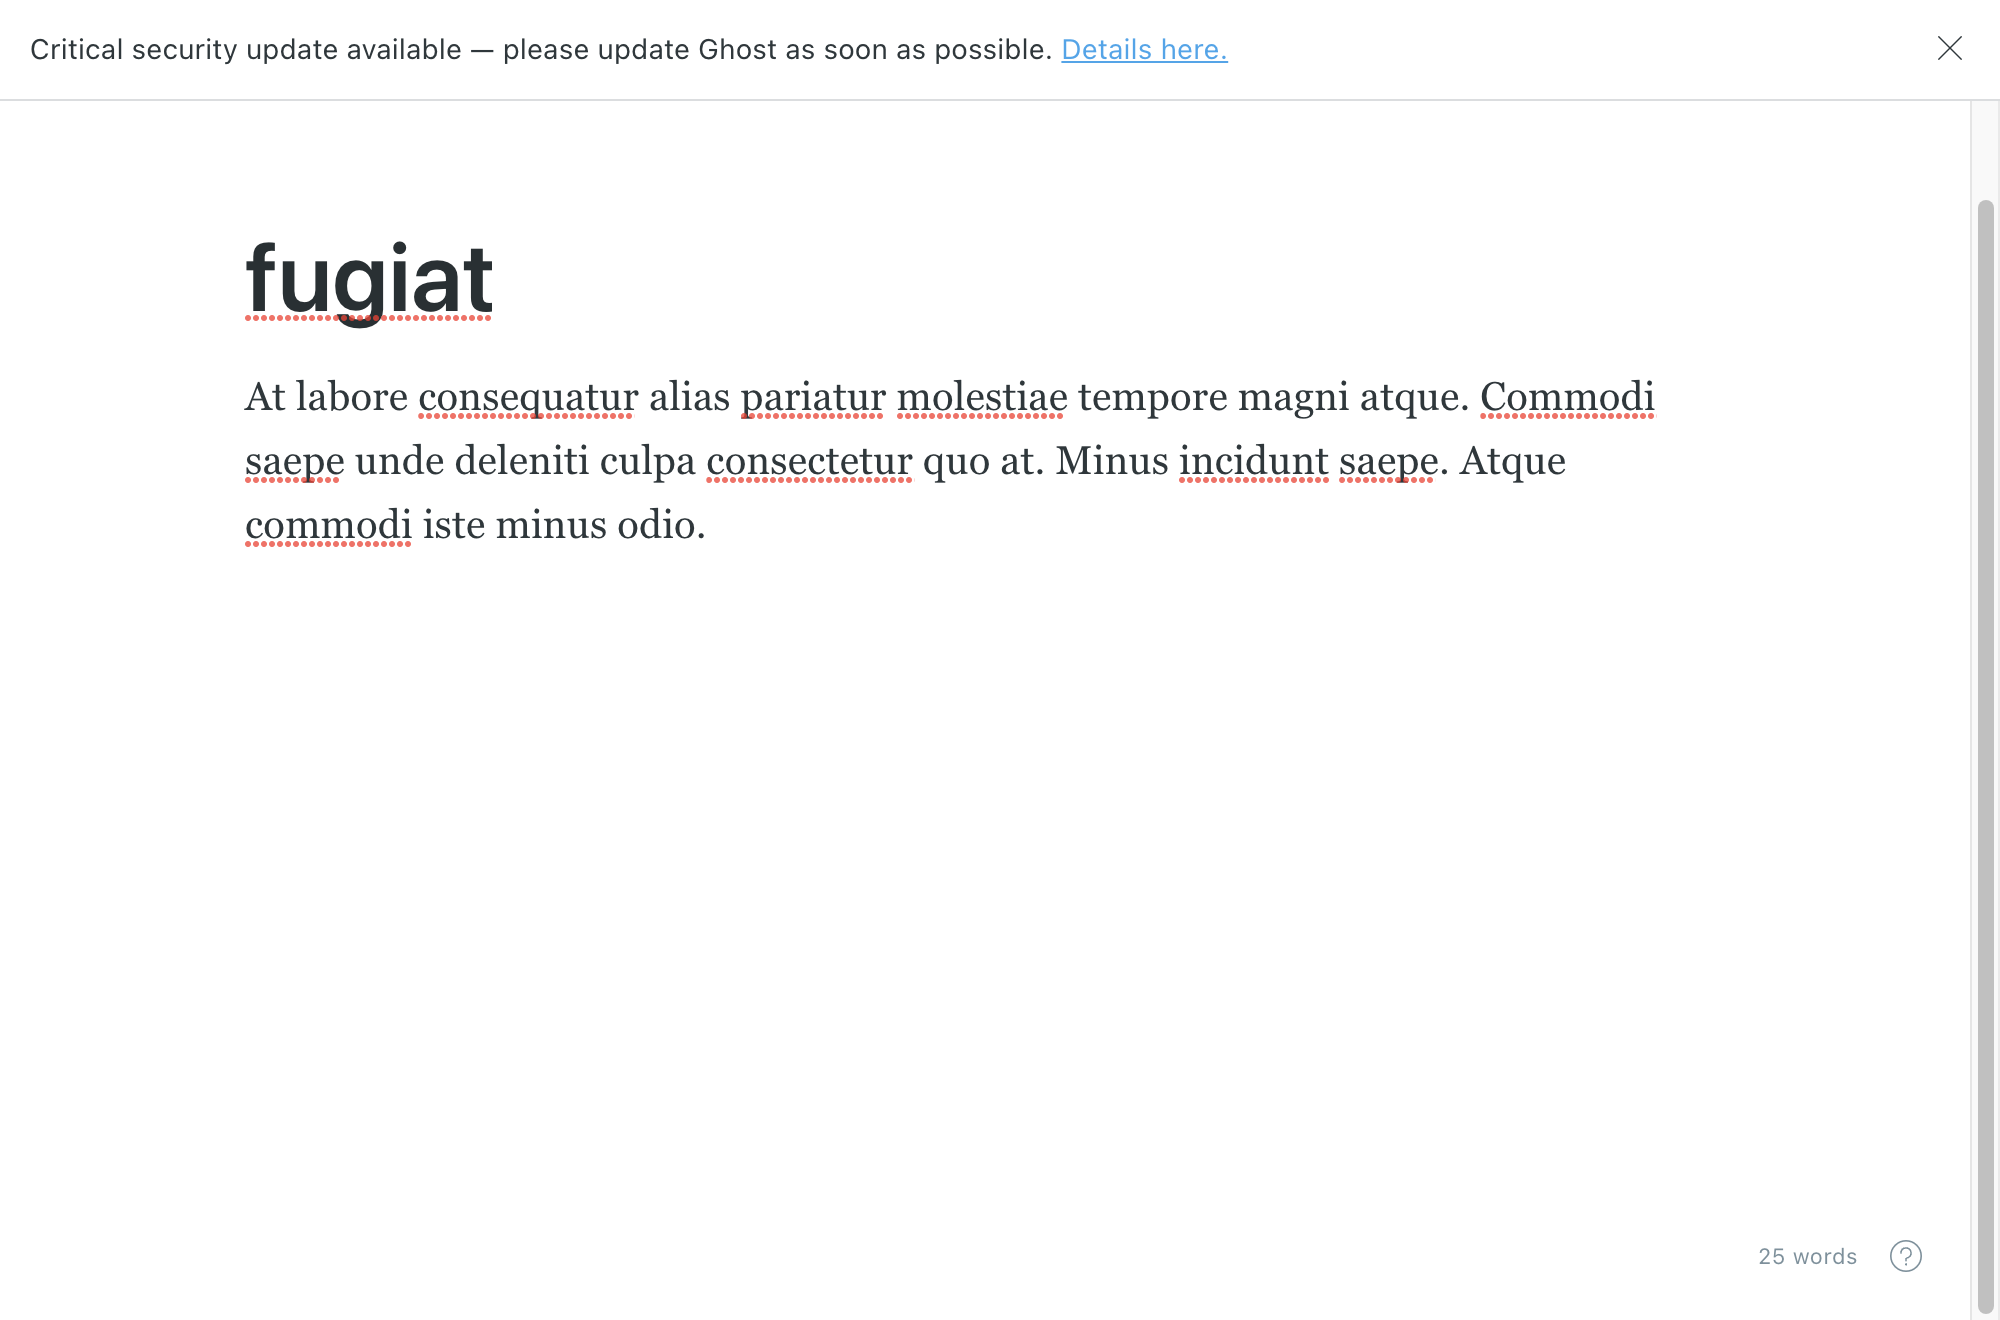 Critical security update available — please update Ghost as soon as possible. Details here.
fugiat
At labore consequatur alias pariatur molestiae tempore magni atque. Commodi
saepe unde deleniti culpa consectetur quo at. Minus incidunt saepe. Atque
commodi iste minus odio.
25 words
?